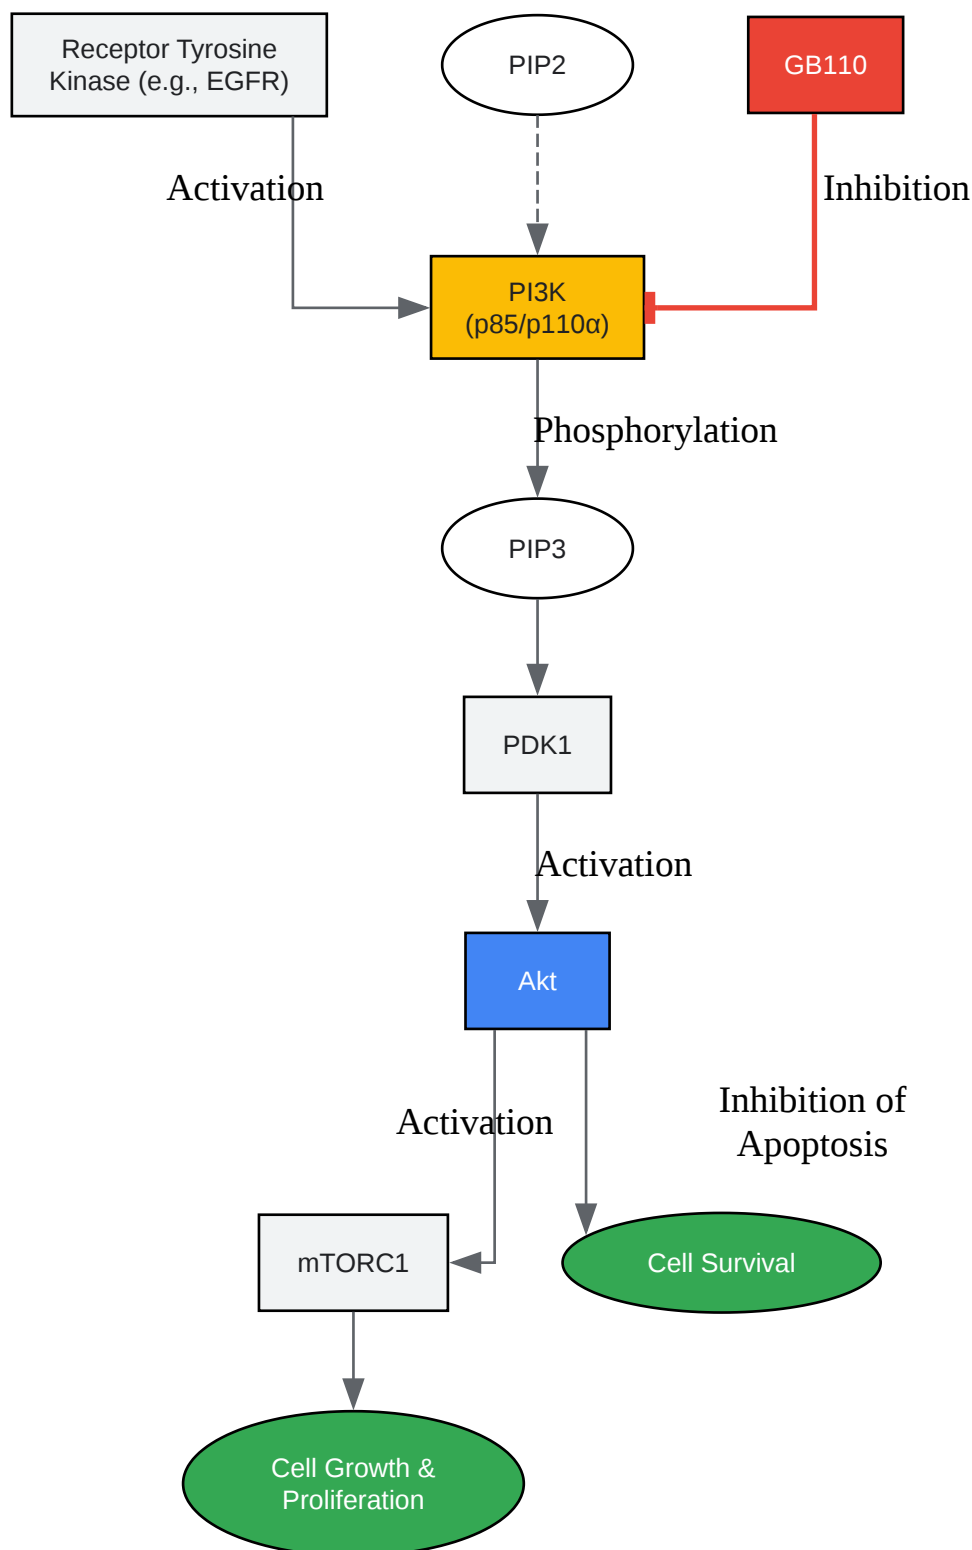 Receptor Tyrosine
Kinase (e.g., EGFR)
PIP2
GB110
Activation
Inhibition
PI3K
(p85/p110α)
Phosphorylation
PIP3
PDK1
Activation
Akt
Activation
Inhibition of
Apoptosis
mTORC1
Cell Survival
Cell Growth &
Proliferation